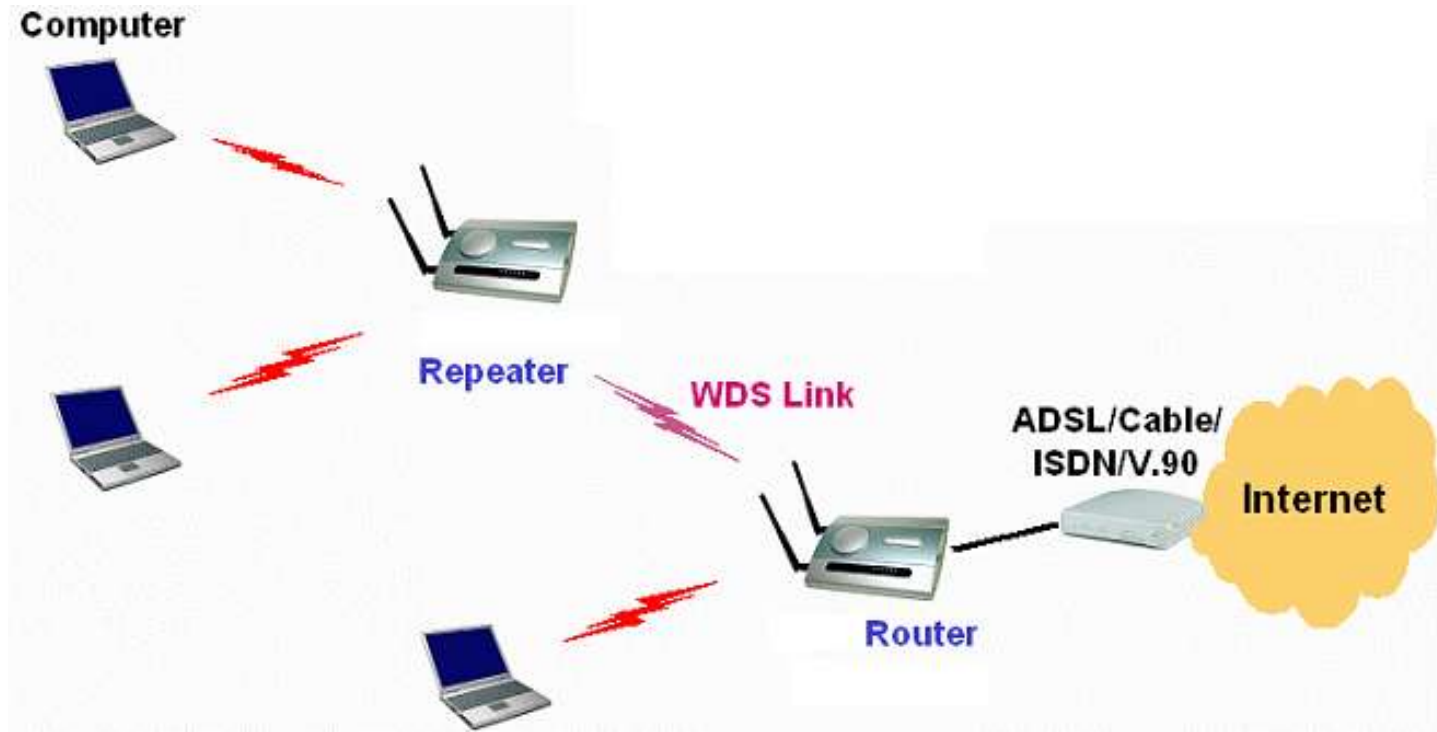 Computer
Repeater
WDS Link
ADSL/Cable/
ISDN/V.90
Internet
Router